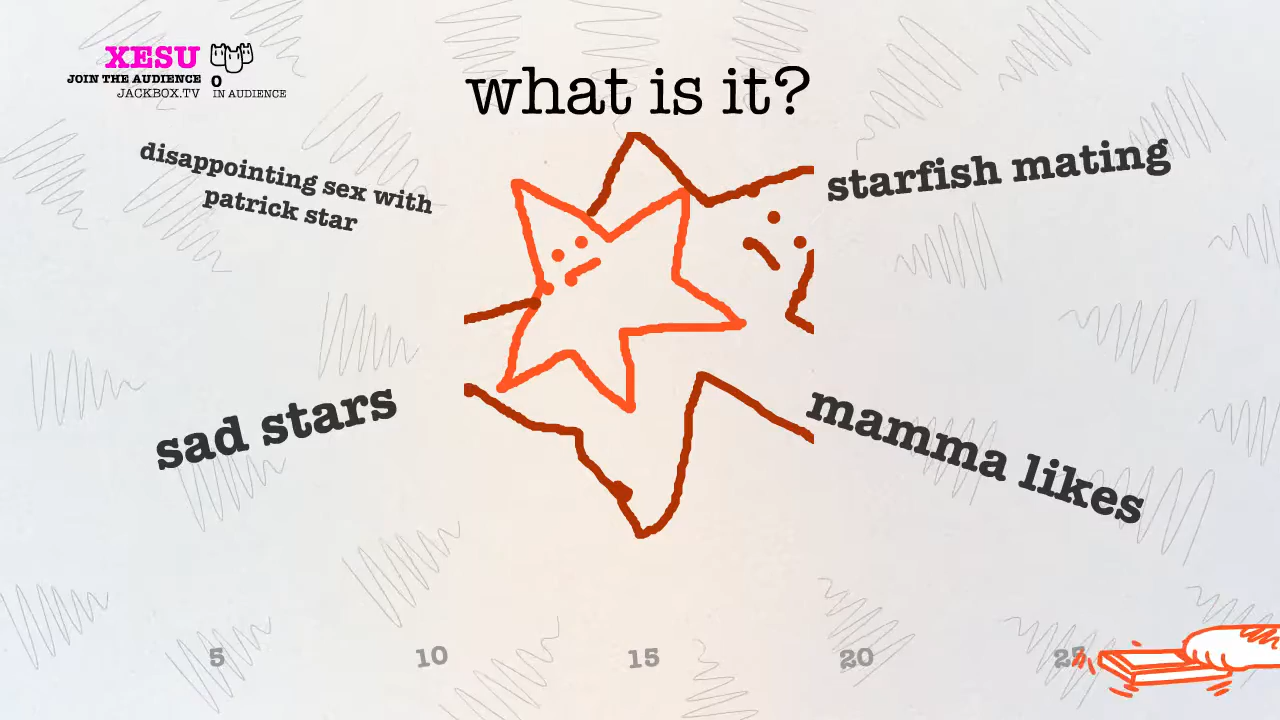 XESU
JOIN THE AUDIENCE
JACKBOX.TV
0
IN AUDIENCE
what is it?
disappointing sex with
patrick star
starfish mating
sad stars
mamma likes
5 10 15 20 25